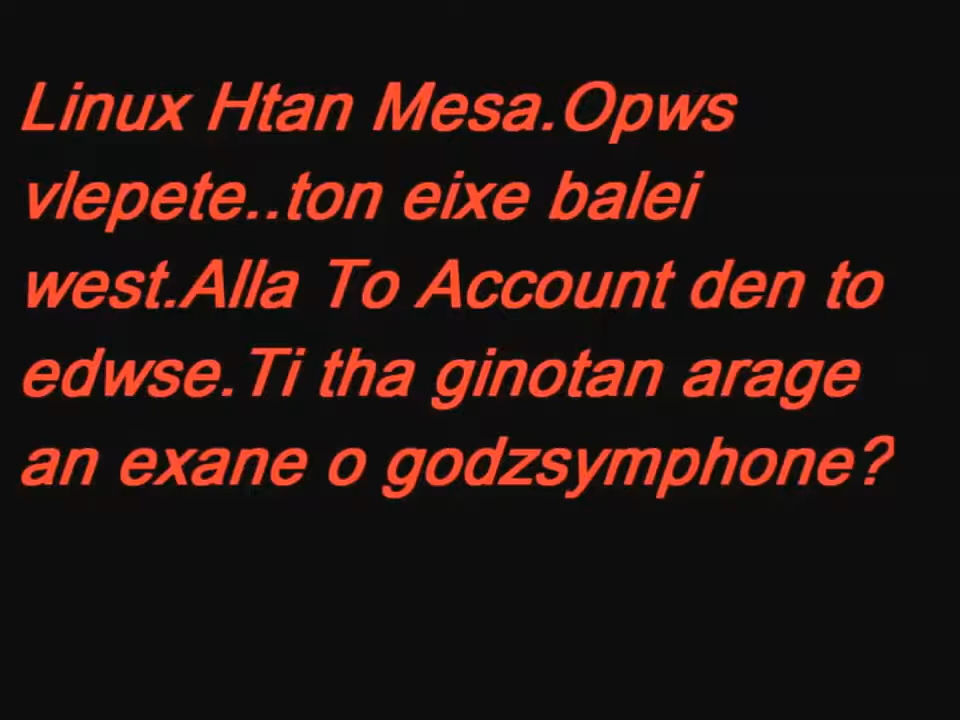 Linux Htan Mesa.Opws
vlepete..ton eixe balei
west.Alla To Account den to
edwse.Ti tha ginotan arage
an exane o godzsymphone?